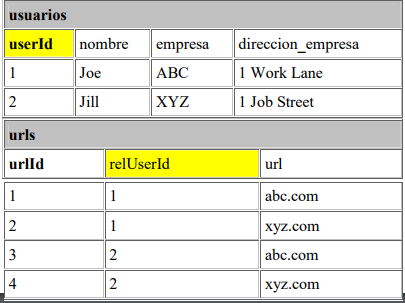 usuarios
userId nombre empresa direccion_empresa
1 Joe ABC 1 Work Lane
2 Jill XYZ 1 Job Street
urls
urlId relUserId url
1 1 abc.com
2 1 xyz.com
3 2 abc.com
4 2 xyz.com